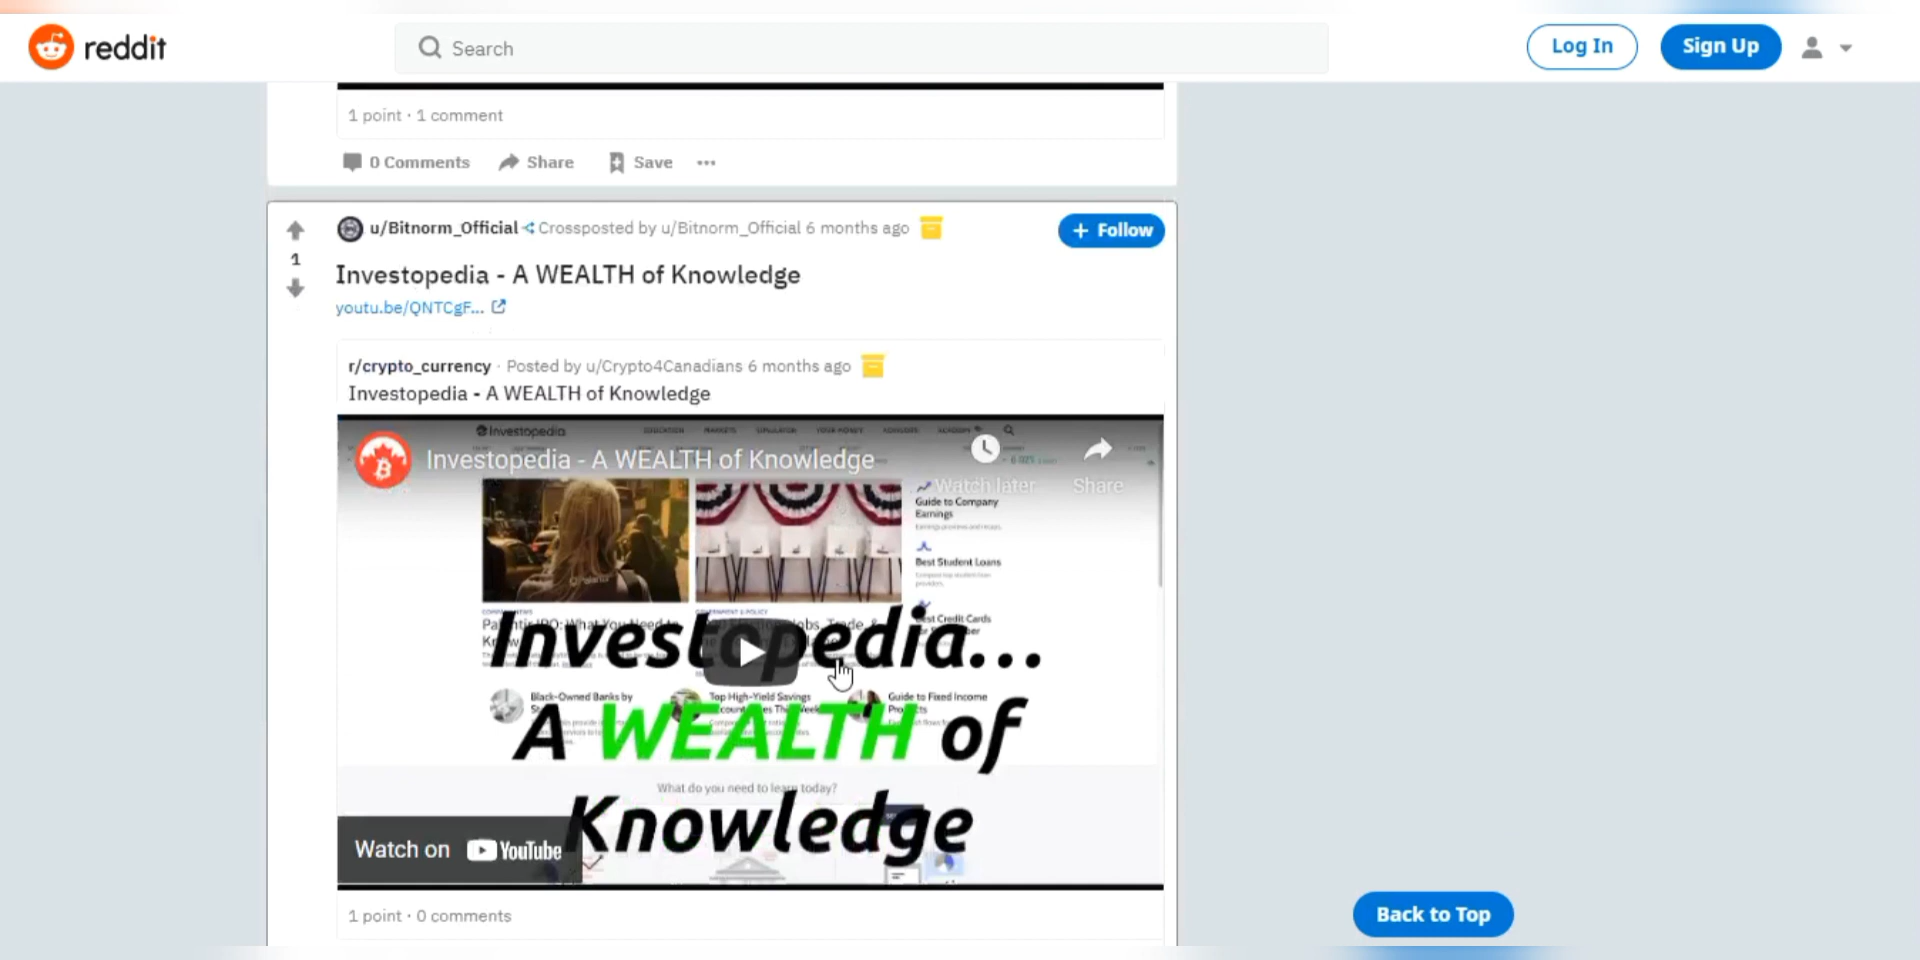 reddit
Search
Log In
Sign Up
1 point · 1 comment
0 Comments
Share
Save
u/Bitnorm_Official Crossposted by u/Bitnorm_Official 6 months ago
+ Follow
1
Investopedia - A WEALTH of Knowledge
youtu.be/QNTCgF...
r/crypto_currency · Posted by u/Crypto4Canadians 6 months ago
Investopedia - A WEALTH of Knowledge
Investopedia
EDUCATION MARKETS SIMULATOR YOUR MONEY ADVISORS ACADEMY
Investopedia - A WEALTH of Knowledge
Watch later
Share
Guide to Company
Earnings
Best Student Loans
Best Credit Cards
Investopedia...
Black-Owned Banks by
Top High-Yield Savings
Guide to Fixed Income
A WEALTH of
What do you need to learn today?
Knowledge
Watch on YouTube
1 point · 0 comments
Back to Top